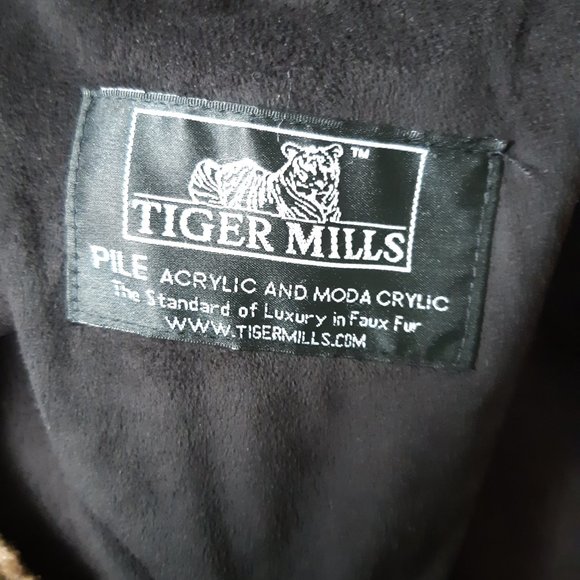 TM
TIGER MILLS
PILE ACRYLIC AND MODA CRYLIC
The Standard of Luxury in Faux Fur
WWW.TIGERMILLS.COM